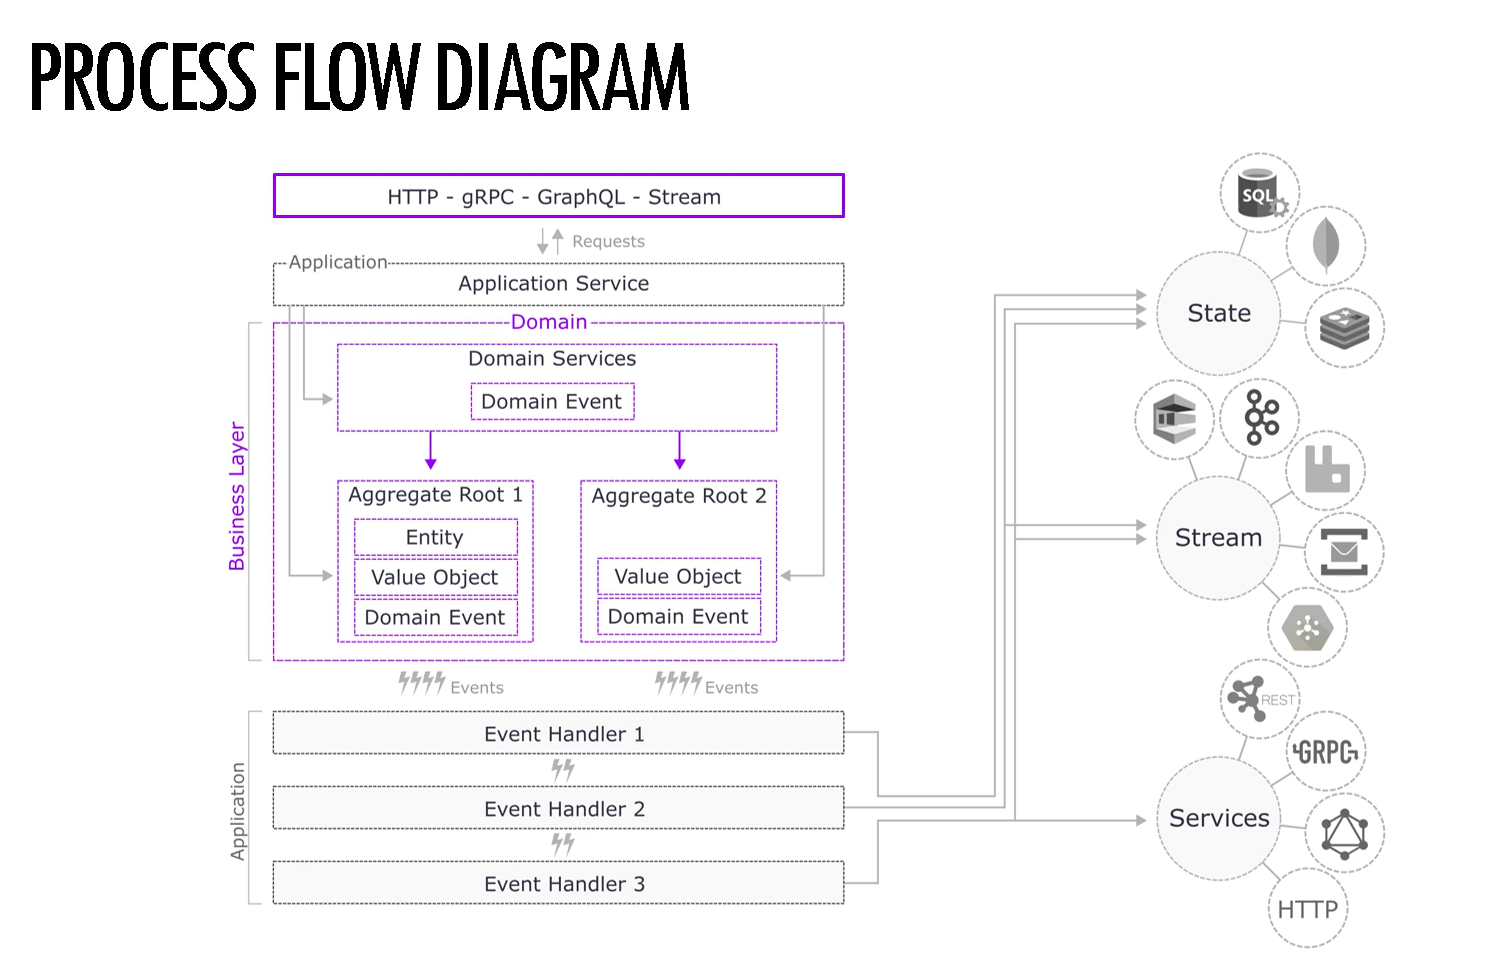 PROCESS FLOW DIAGRAM
HTTP - gRPC - GraphQL - Stream
Requests
Application
Application Service
Domain
Domain Services
Domain Event
Business Layer
Aggregate Root 1
Entity
Value Object
Domain Event
Aggregate Root 2
Value Object
Domain Event
Events
Events
Application
Event Handler 1
Event Handler 2
Event Handler 3
SQL
State
Stream
REST
GRPC
Services
HTTP